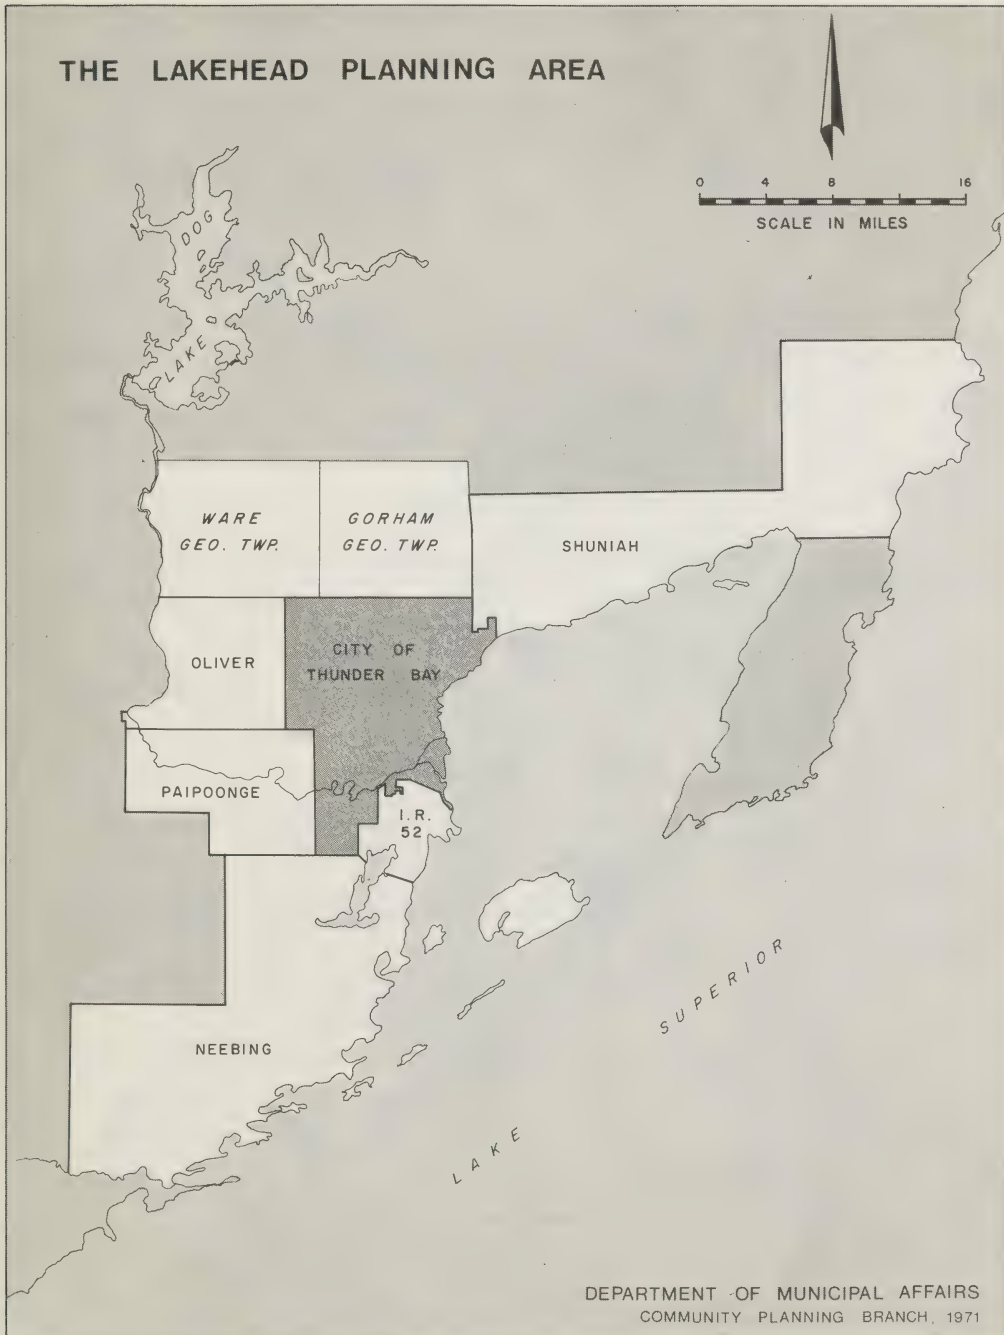 THE LAKEHEAD PLANNING AREA
0 4 8 16
SCALE IN MILES
DOG
LAKE
WARE
GEO. TWP.
GORHAM
GEO. TWP.
SHUNIAH
OLIVER
CITY OF
THUNDER BAY
PAIPOONGE
I. R.
52
NEEBING
LAKE SUPERIOR
DEPARTMENT OF MUNICIPAL AFFAIRS
COMMUNITY PLANNING BRANCH, 1971